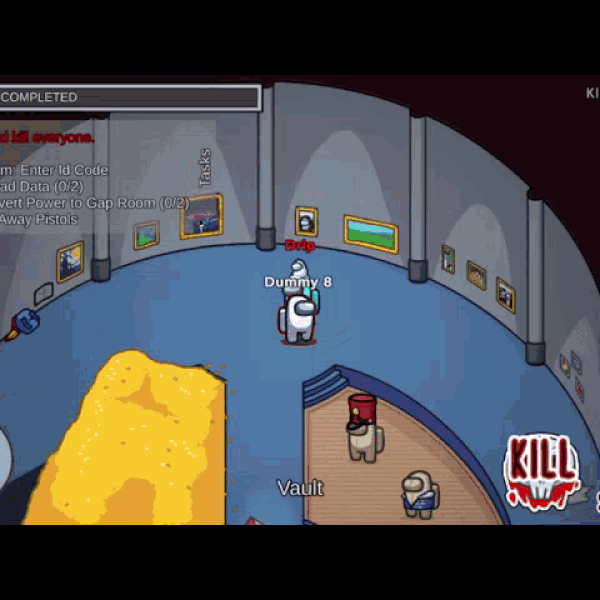 COMPLETED
KI
d kill everyone.
m: Enter Id Code
ad Data (0/2)
vert Power to Gap Room (0/2)
Away Pistols
Tasks
Drip
Dummy 8
KILL
Vault